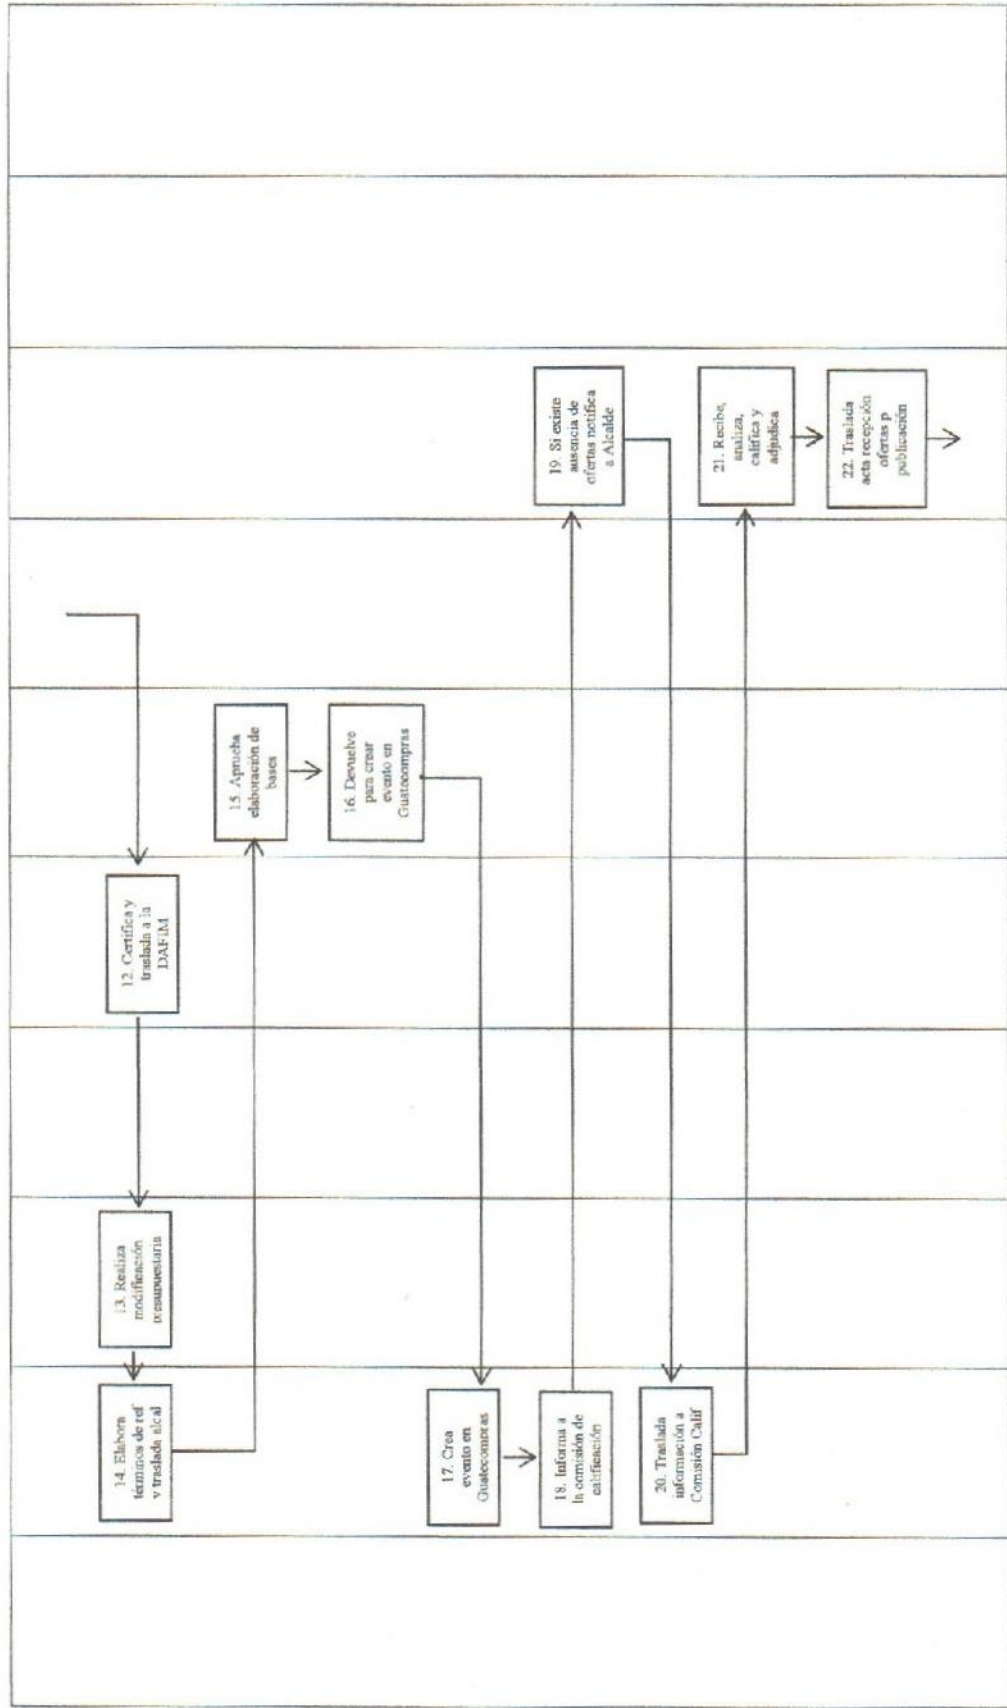 12. Certifica y
traslada a la
DAFIM
13. Realiza
modificación
presupuestaria
14. Elabora
términos de ref
y traslada alcal
15. Aprueba
elaboración de
bases
16. Devuelve
para crear
evento en
Guatecompras
17. Crea
evento en
Guatecompras
18. Informa a
la comisión de
calificación
19. Si existe
ausencia de
ofertas notifica
a Alcalde
20. Traslada
información a
Comisión Calif
21. Recibe,
analiza,
califica y
adjudica
22. Traslada
acta recepción
ofertas p
publicación